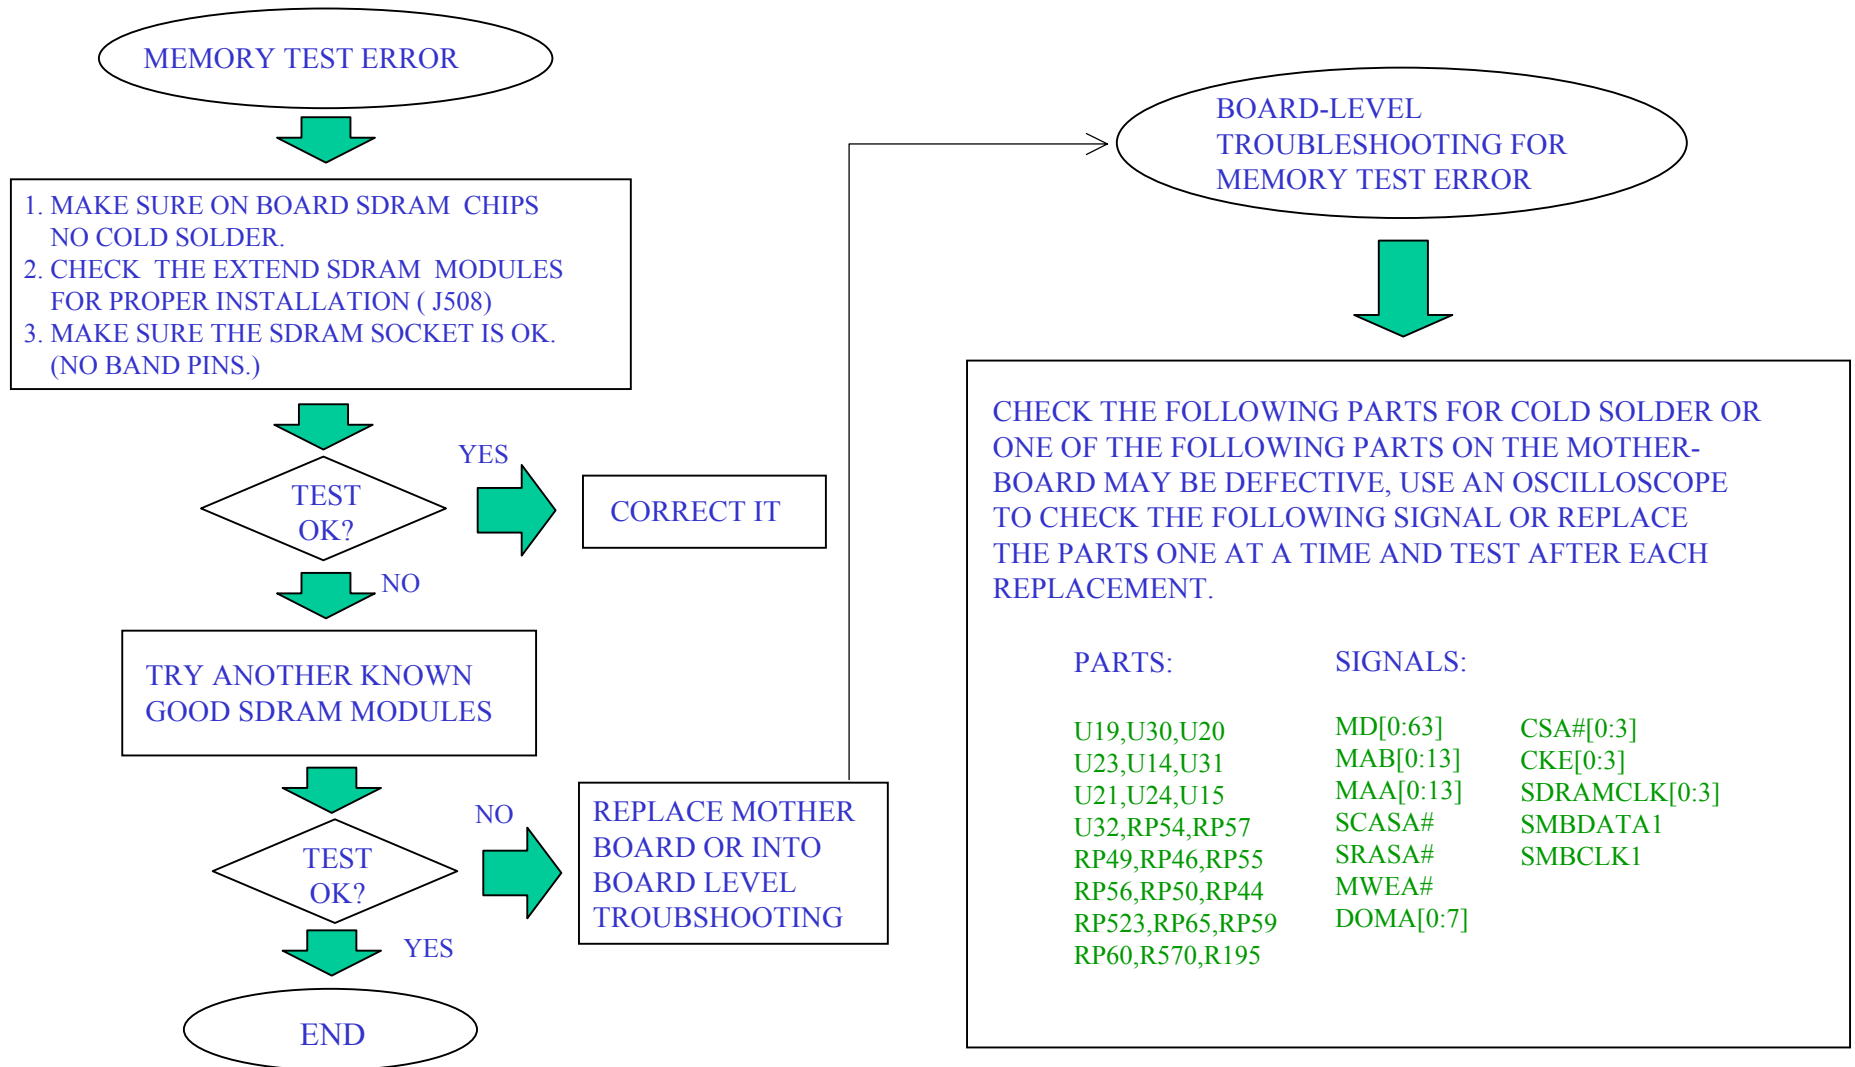 MEMORY TEST ERROR
1. MAKE SURE ON BOARD SDRAM CHIPS
NO COLD SOLDER.
2. CHECK THE EXTEND SDRAM MODULES
FOR PROPER INSTALLATION ( J508)
3. MAKE SURE THE SDRAM SOCKET IS OK.
(NO BAND PINS.)
TEST
OK?
YES
CORRECT IT
NO
TRY ANOTHER KNOWN
GOOD SDRAM MODULES
TEST
OK?
NO
REPLACE MOTHER
BOARD OR INTO
BOARD LEVEL
TROUBSHOOTING
YES
END
BOARD-LEVEL
TROUBLESHOOTING FOR
MEMORY TEST ERROR
CHECK THE FOLLOWING PARTS FOR COLD SOLDER OR
ONE OF THE FOLLOWING PARTS ON THE MOTHER-
BOARD MAY BE DEFECTIVE, USE AN OSCILLOSCOPE
TO CHECK THE FOLLOWING SIGNAL OR REPLACE
THE PARTS ONE AT A TIME AND TEST AFTER EACH
REPLACEMENT.
PARTS:
U19,U30,U20
U23,U14,U31
U21,U24,U15
U32,RP54,RP57
RP49,RP46,RP55
RP56,RP50,RP44
RP523,RP65,RP59
RP60,R570,R195
SIGNALS:
MD[0:63]
MAB[0:13]
MAA[0:13]
SCASA#
SRASA#
MWEA#
DOMA[0:7]
CSA#[0:3]
CKE[0:3]
SDRAMCLK[0:3]
SMBDATA1
SMBCLK1